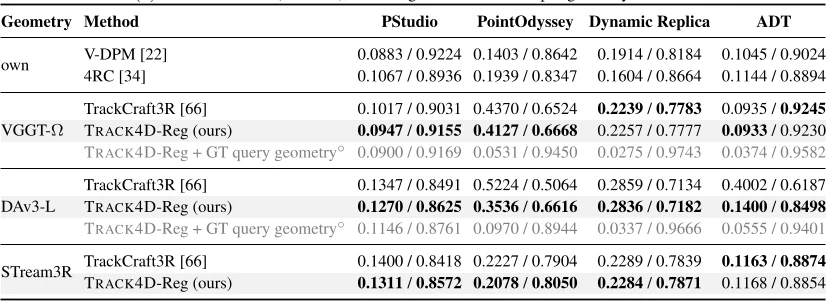 Geometry Method PStudio PointOdyssey Dynamic Replica ADT
own
V-DPM [22] 0.0883 / 0.9224 0.1403 / 0.8642 0.1914 / 0.8184 0.1045 / 0.9024
4RC [34] 0.1067 / 0.8936 0.1939 / 0.8347 0.1604 / 0.8664 0.1144 / 0.8894
VGGT-Ω
TrackCraft3R [66] 0.1017 / 0.9031 0.4370 / 0.6524 0.2239 / 0.7783 0.0935 / 0.9245
TRACK4D-Reg (ours) 0.0947 / 0.9155 0.4127 / 0.6668 0.2257 / 0.7777 0.0933 / 0.9230
TRACK4D-Reg + GT query geometry° 0.0900 / 0.9169 0.0531 / 0.9450 0.0275 / 0.9743 0.0374 / 0.9582
DAv3-L
TrackCraft3R [66] 0.1347 / 0.8491 0.5224 / 0.5064 0.2859 / 0.7134 0.4002 / 0.6187
TRACK4D-Reg (ours) 0.1270 / 0.8625 0.3536 / 0.6616 0.2836 / 0.7182 0.1400 / 0.8498
TRACK4D-Reg + GT query geometry° 0.1146 / 0.8761 0.0970 / 0.8944 0.0337 / 0.9666 0.0555 / 0.9401
STream3R
TrackCraft3R [66] 0.1400 / 0.8418 0.2227 / 0.7904 0.2289 / 0.7839 0.1163 / 0.8874
TRACK4D-Reg (ours) 0.1311 / 0.8572 0.2078 / 0.8050 0.2284 / 0.7871 0.1168 / 0.8854